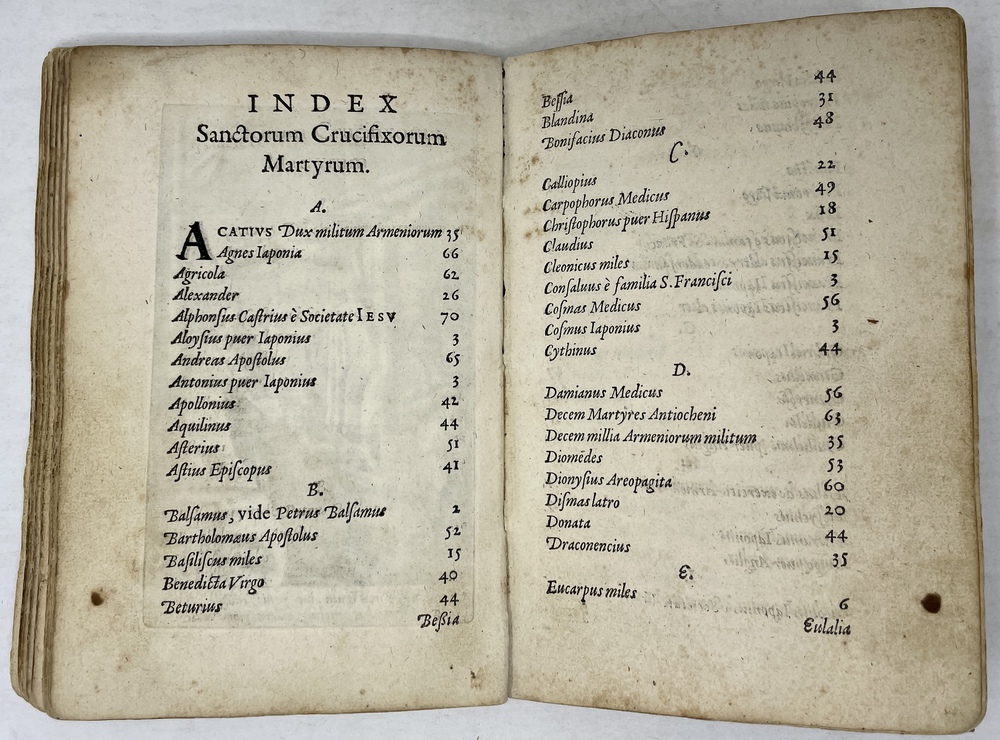 INDEX
Sanctorum Crucifixorum
Martyrum.
A.
ACATIVS Dux militum Armeniorum 35
Agnes Iaponia 66
Agricola 62
Alexander 26
Alphonſus Caſtrius è Societate IESV 70
Aloyſius puer Iaponius 3
Andreas Apoſtolus 65
Antonius puer Iaponius 3
Apollonius 42
Aquilinus 44
Aſterius 51
Aſtius Epiſcopus 41
B.
Balſamus, vide Petrus Balſamus 2
Bartholomæus Apoſtolus 52
Baſiliſcus miles 15
Benedicta Virgo 40
Beturius 44
Beßia
Beſſia 44
Blandina 31
Bonifacius Diaconus 48
C.
Calliopius 22
Carpophorus Medicus 49
Chriſtophorus puer Hiſpanus 18
Claudius 51
Cleonicus miles 15
Conſaluus è familia S. Franciſci 3
Coſmas Medicus 56
Coſmus Iaponius 3
Cythinus 44
D.
Damianus Medicus 56
Decem Martyres Antiocheni 63
Decem millia Armeniorum militum 35
Diomēdes 53
Dionyſius Areopagita 60
Diſmas latro 20
Donata 44
Draconencius 35
E.
Eucarpus miles 6
Eulalia